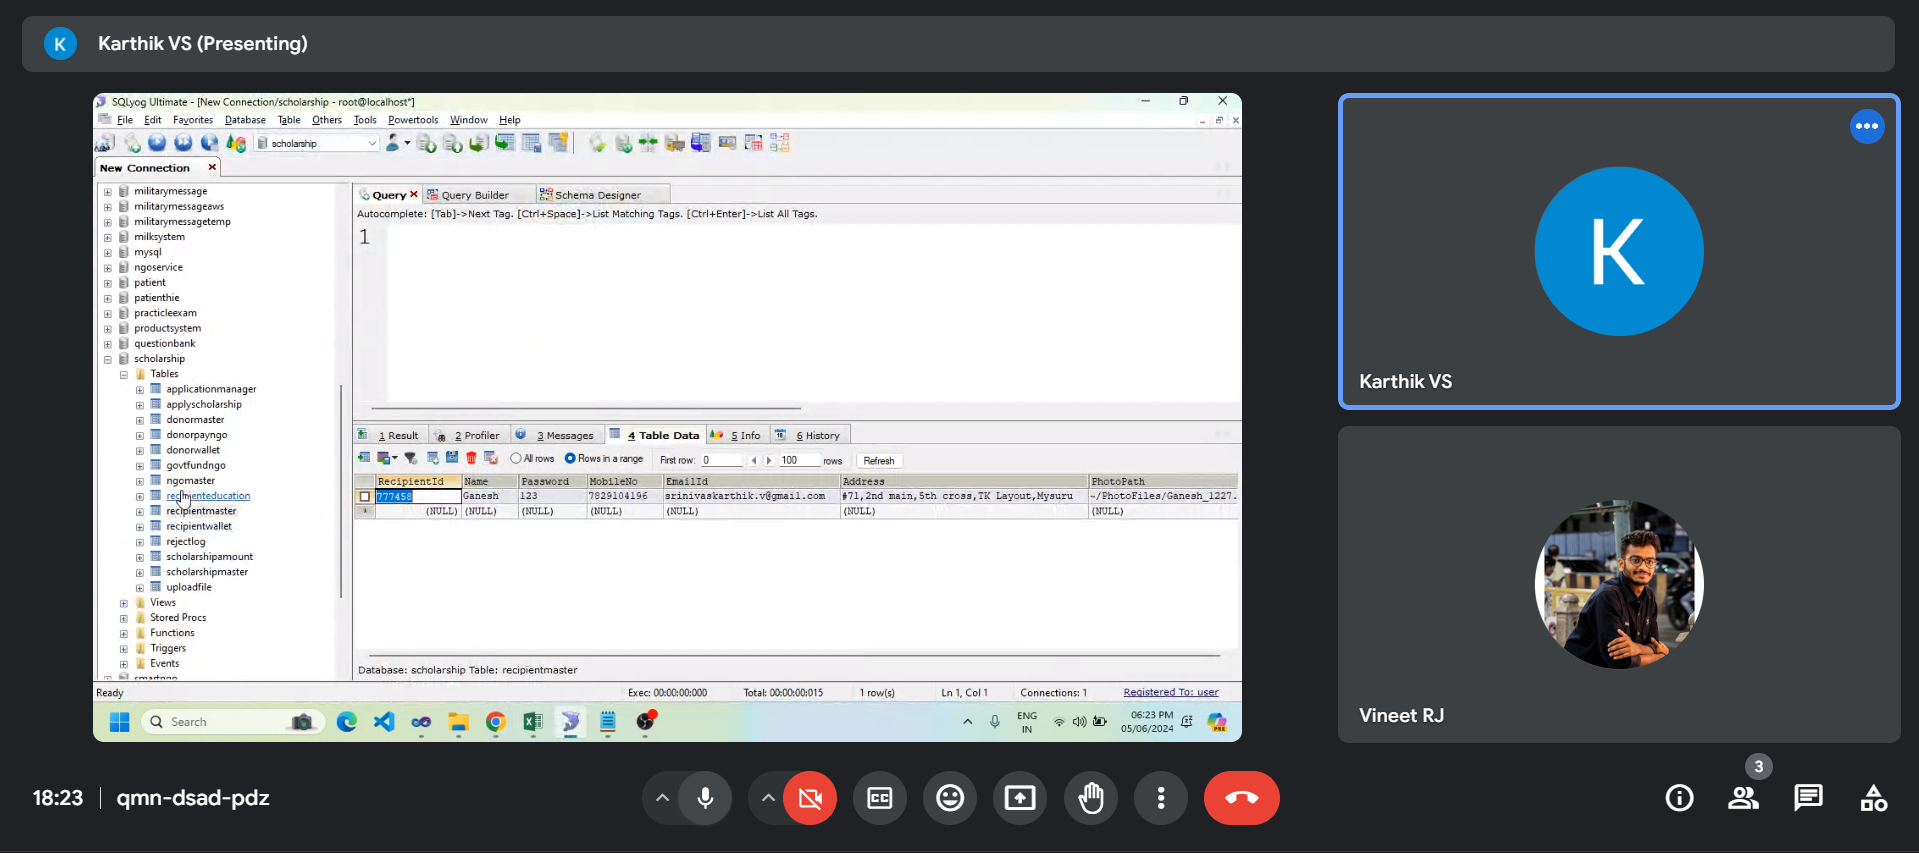 K Karthik VS (Presenting)
SQLyog Ultimate - [New Connection/scholarship - root@localhost*]
File Edit Favorites Database Table Others Tools Powertools Window Help
scholarship
New Connection
militarymessage
militarymessageaws
militarymessagetemp
milksystem
mysql
ngoservice
patient
patienthie
practicleexam
productsystem
questionbank
scholarship
Tables
applicationmanager
applyscholarship
donormaster
donorpayngo
donorwallet
govtfundngo
ngomaster
recipienteducation
recipientmaster
recipientwallet
rejectlog
scholarshipamount
scholarshipmaster
uploadfile
Views
Stored Procs
Functions
Triggers
Events
Query Query Builder Schema Designer
Autocomplete: [Tab]->Next Tag. [Ctrl+Space]->List Matching Tags. [Ctrl+Enter]->List All Tags.
1
1 Result 2 Profiler 3 Messages 4 Table Data 5 Info 6 History
All rows Rows in a range First row: 0 100 rows Refresh
RecipientId Name Password MobileNo EmailId Address PhotoPath
777458 Ganesh 123 7829104196 srinivaskarthik.v@gmail.com #71,2nd main,5th cross,TK Layout,Mysuru ~/PhotoFiles/Ganesh_1227.
* (NULL) (NULL) (NULL) (NULL) (NULL) (NULL) (NULL)
Database: scholarship Table: recipientmaster
Ready Exec: 00:00:00:000 Total: 00:00:00:015 1 row(s) Ln 1, Col 1 Connections: 1 Registered To: user
Search
ENG
IN
06:23 PM
05/06/2024
PRE
K
Karthik VS
Vineet RJ
18:23 | qmn-dsad-pdz
CC
3